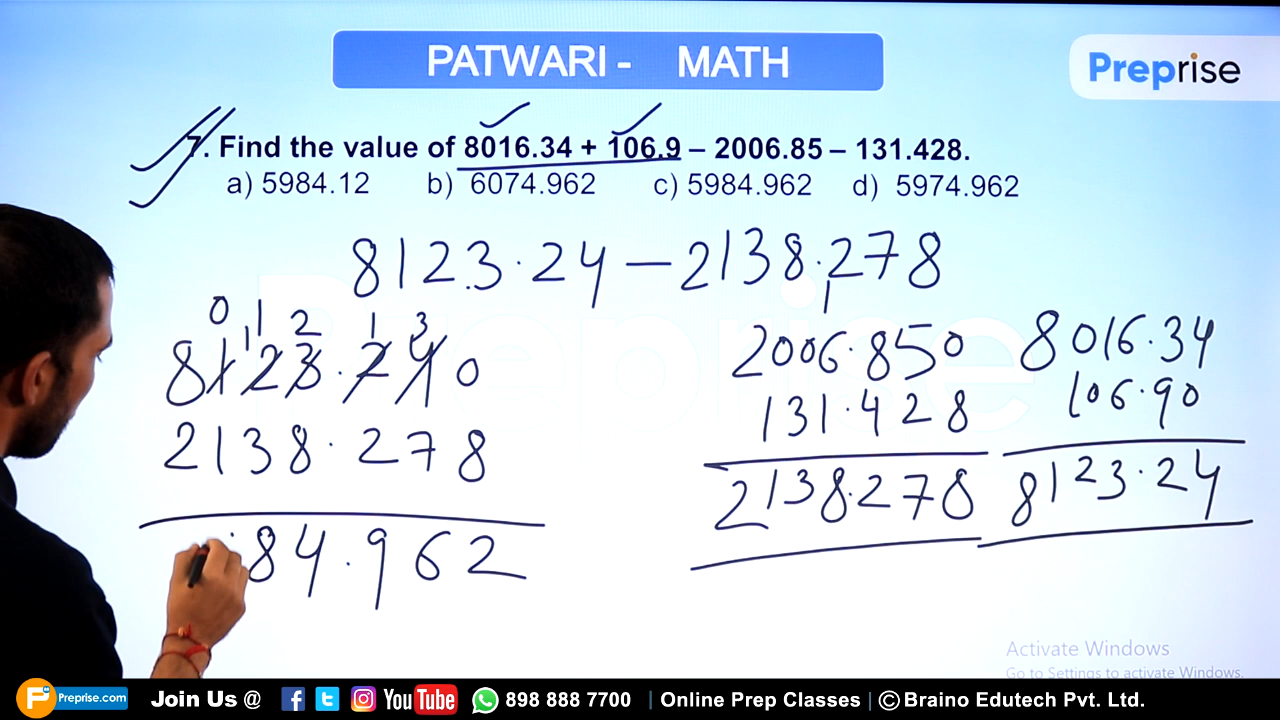 PATWARI - MATH
Preprise
7. Find the value of 8016.34 + 106.9 – 2006.85 – 131.428.
a) 5984.12 b) 6074.962 c) 5984.962 d) 5974.962
8123.24 – 2138.278
0 1 1 2 1 3
8123.240
2138.278
84.962
1
2006.850
131.428
2138.278
8016.34
106.90
8123.24
Activate Windows
Go to Settings to activate Windows.
Preprise.com Join Us @ YouTube 898 888 7700 | Online Prep Classes | © Braino Edutech Pvt. Ltd.